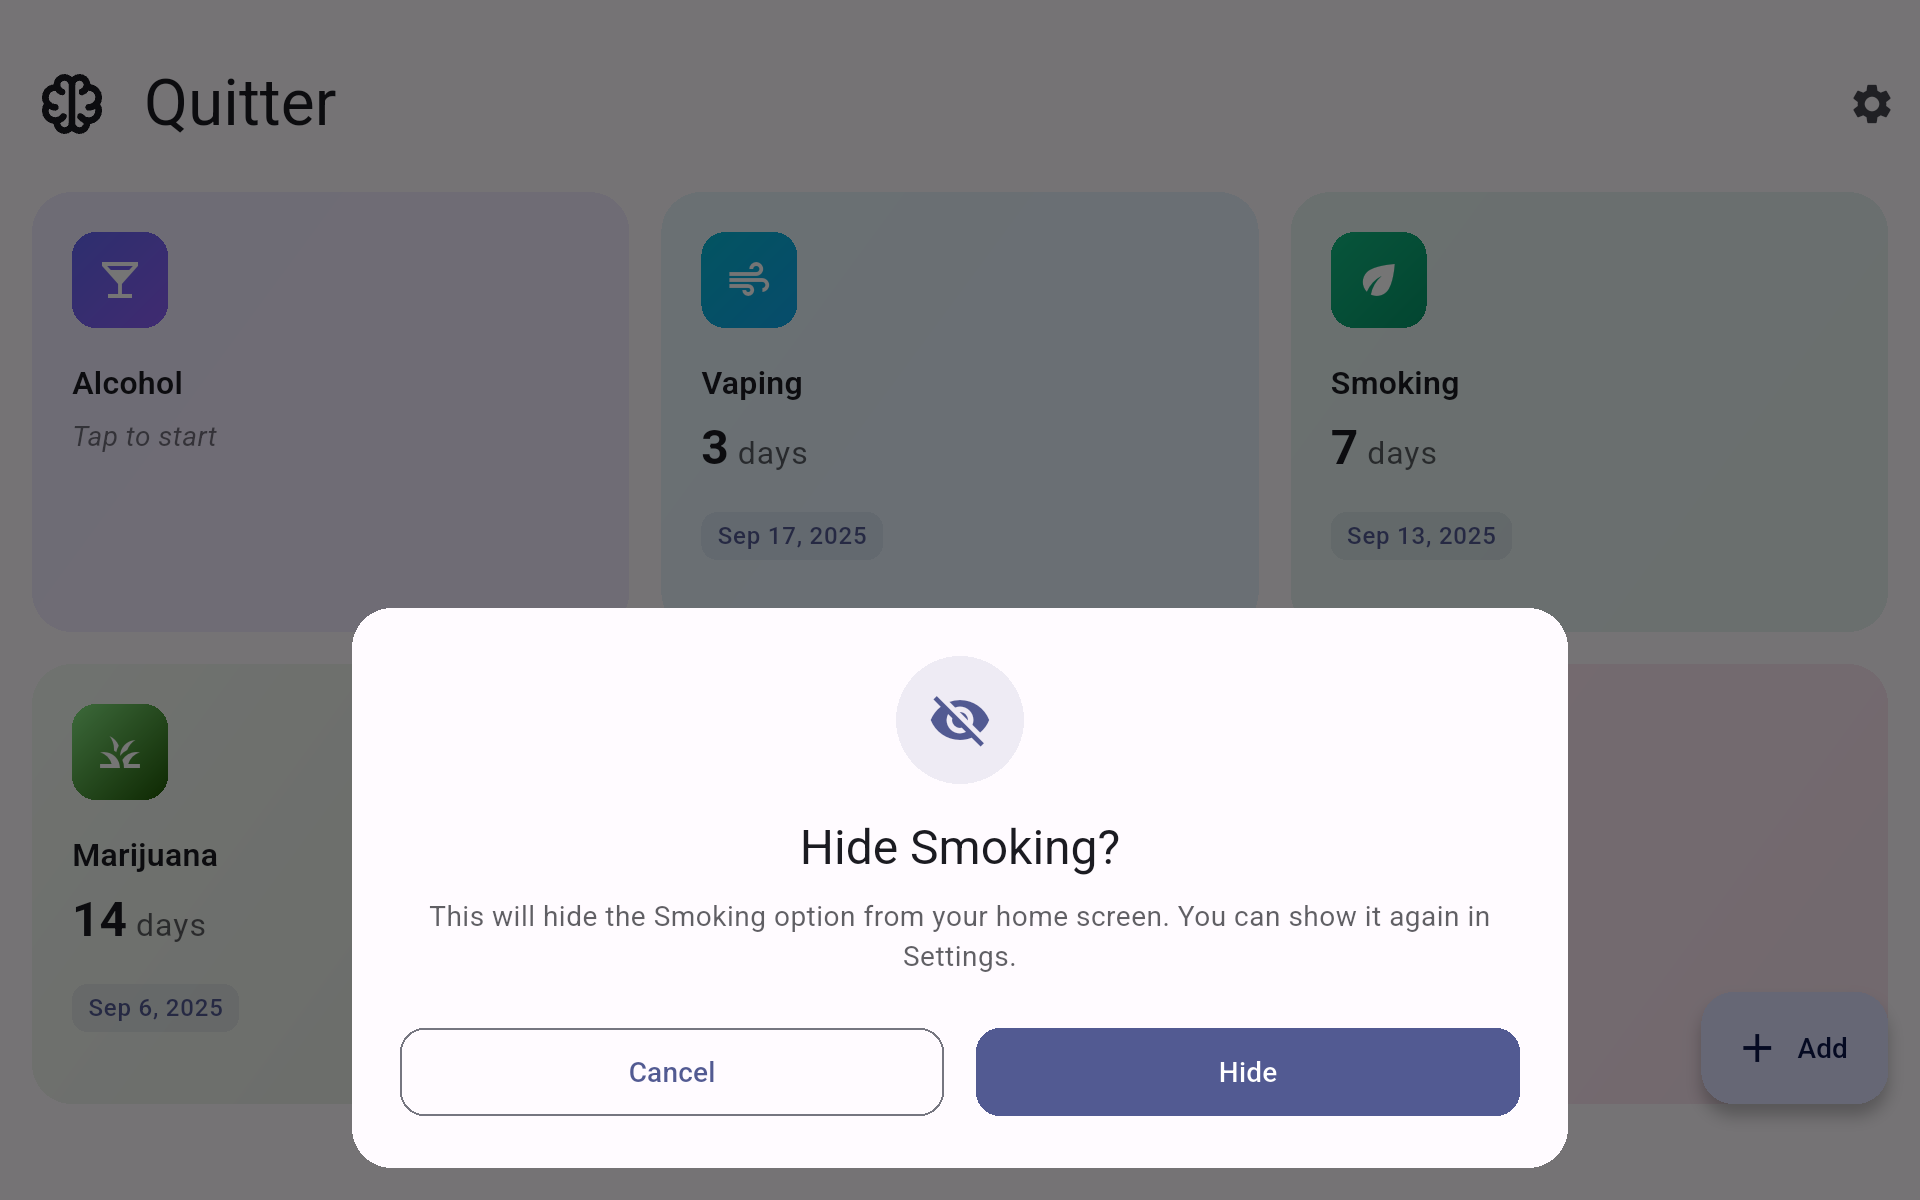 Quitter
Alcohol
Tap to start
Vaping
3 days
Sep 17, 2025
Smoking
7 days
Sep 13, 2025
Marijuana
14 days
Sep 6, 2025
Hide Smoking?
This will hide the Smoking option from your home screen. You can show it again in
Settings.
Cancel
Hide
Add